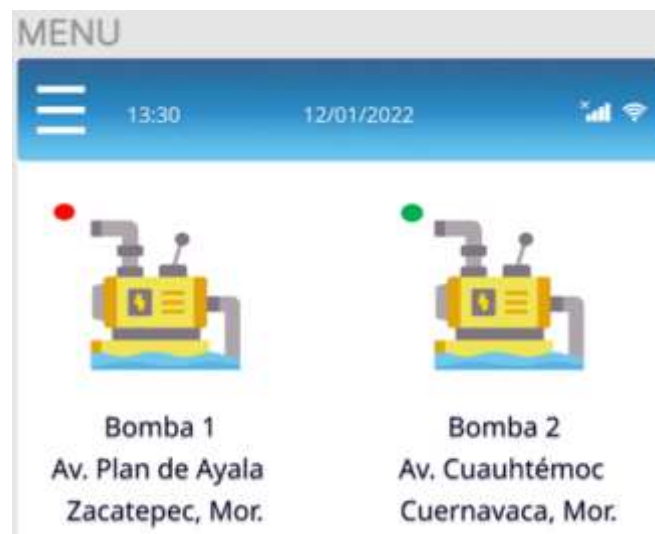 MENU
13:30 12/01/2022
Bomba 1
Av. Plan de Ayala
Zacatepec, Mor.
Bomba 2
Av. Cuauhtémoc
Cuernavaca, Mor.